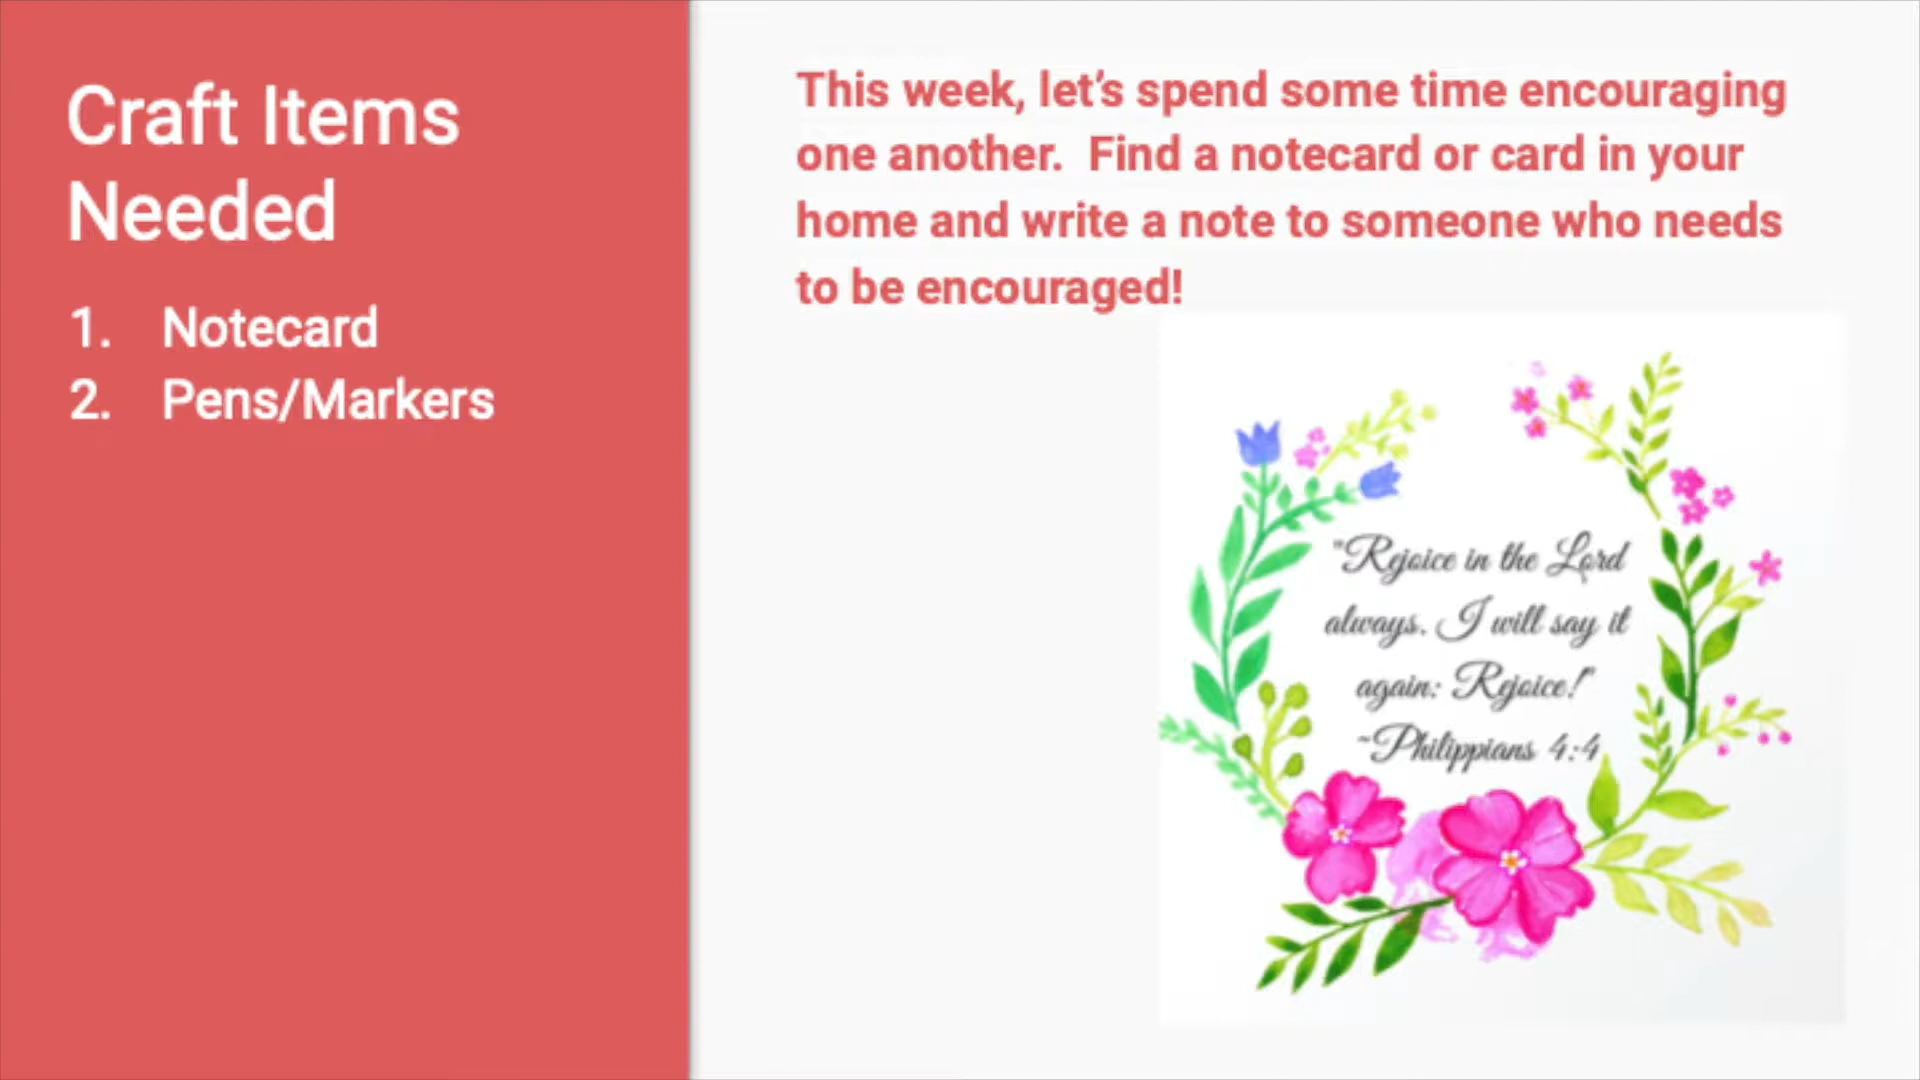 Craft Items
Needed
1. Notecard
2. Pens/Markers
This week, let's spend some time encouraging
one another.  Find a notecard or card in your
home and write a note to someone who needs
to be encouraged!
"Rejoice in the Lord
always. I will say it
again: Rejoice!"
~Philippians 4:4